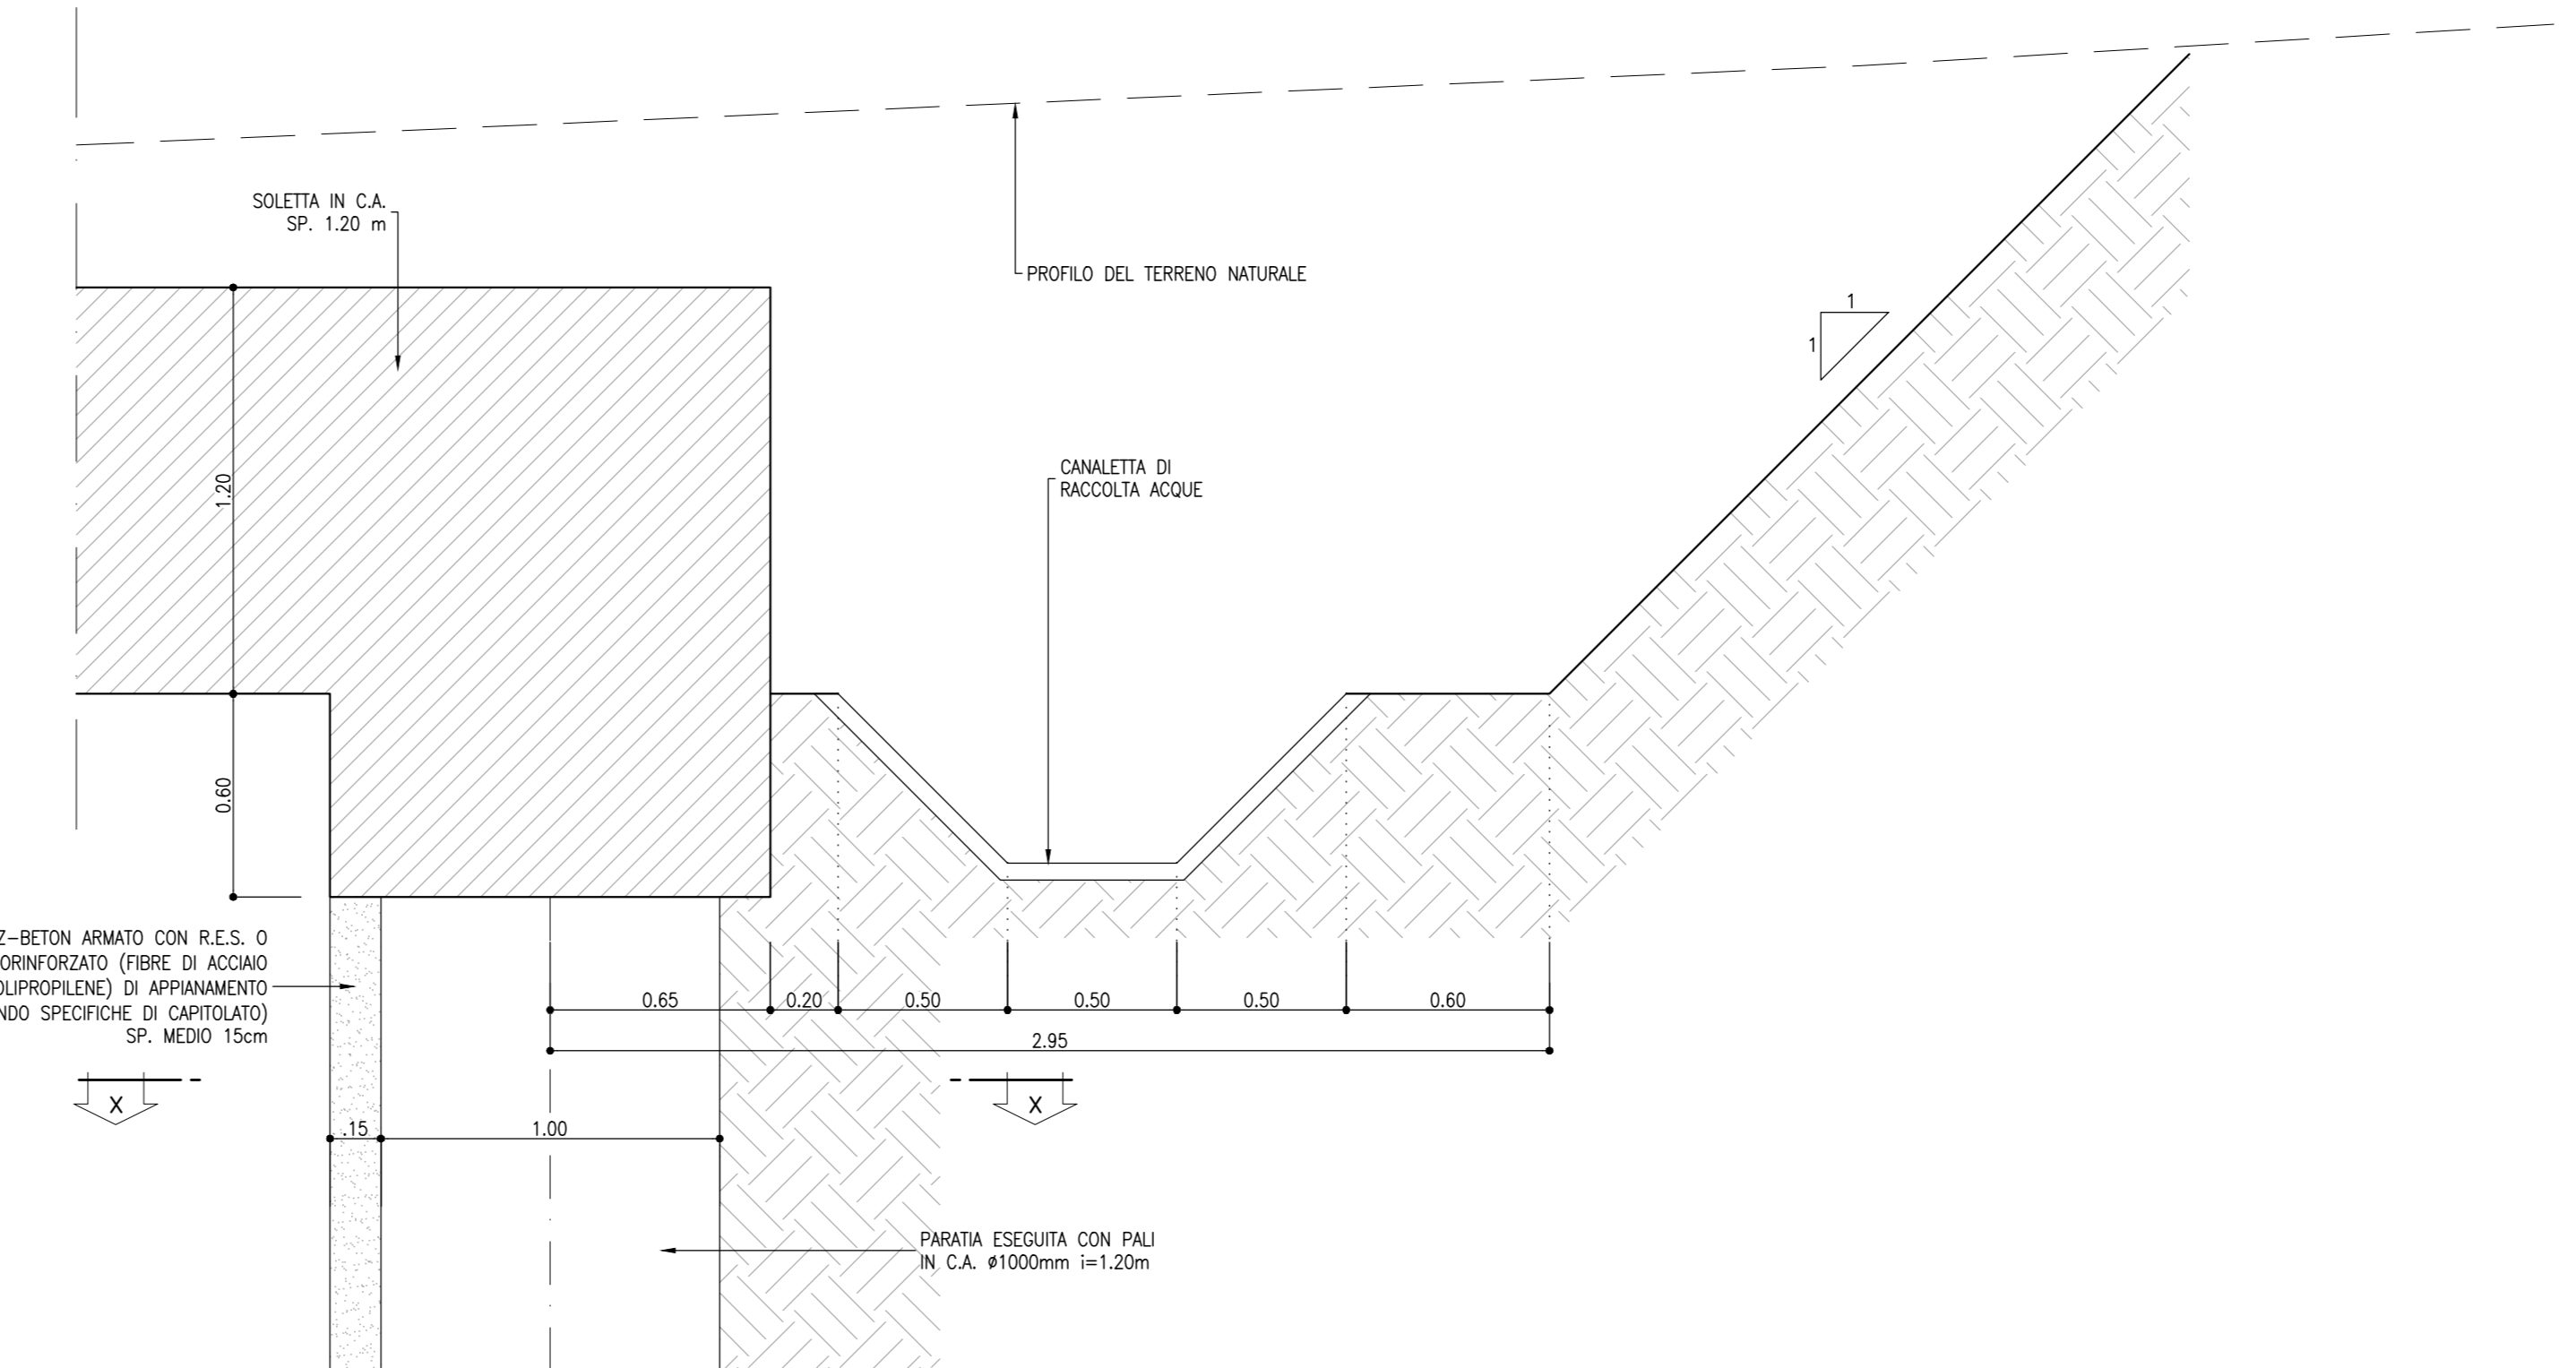 SOLETTA IN C.A.
SP. 1.20 m
PROFILO DEL TERRENO NATURALE
1
1
CANALETTA DI
RACCOLTA ACQUE
1.20
0.60
Z-BETON ARMATO CON R.E.S. O
ORINFORZATO (FIBRE DI ACCIAIO
OLIPROPILENE) DI APPIANAMENTO
NDO SPECIFICHE DI CAPITOLATO)
SP. MEDIO 15cm
0.65 0.20 0.50 0.50 0.50 0.60
2.95
X X
.15 1.00
PARATIA ESEGUITA CON PALI
IN C.A. ø1000mm i=1.20m